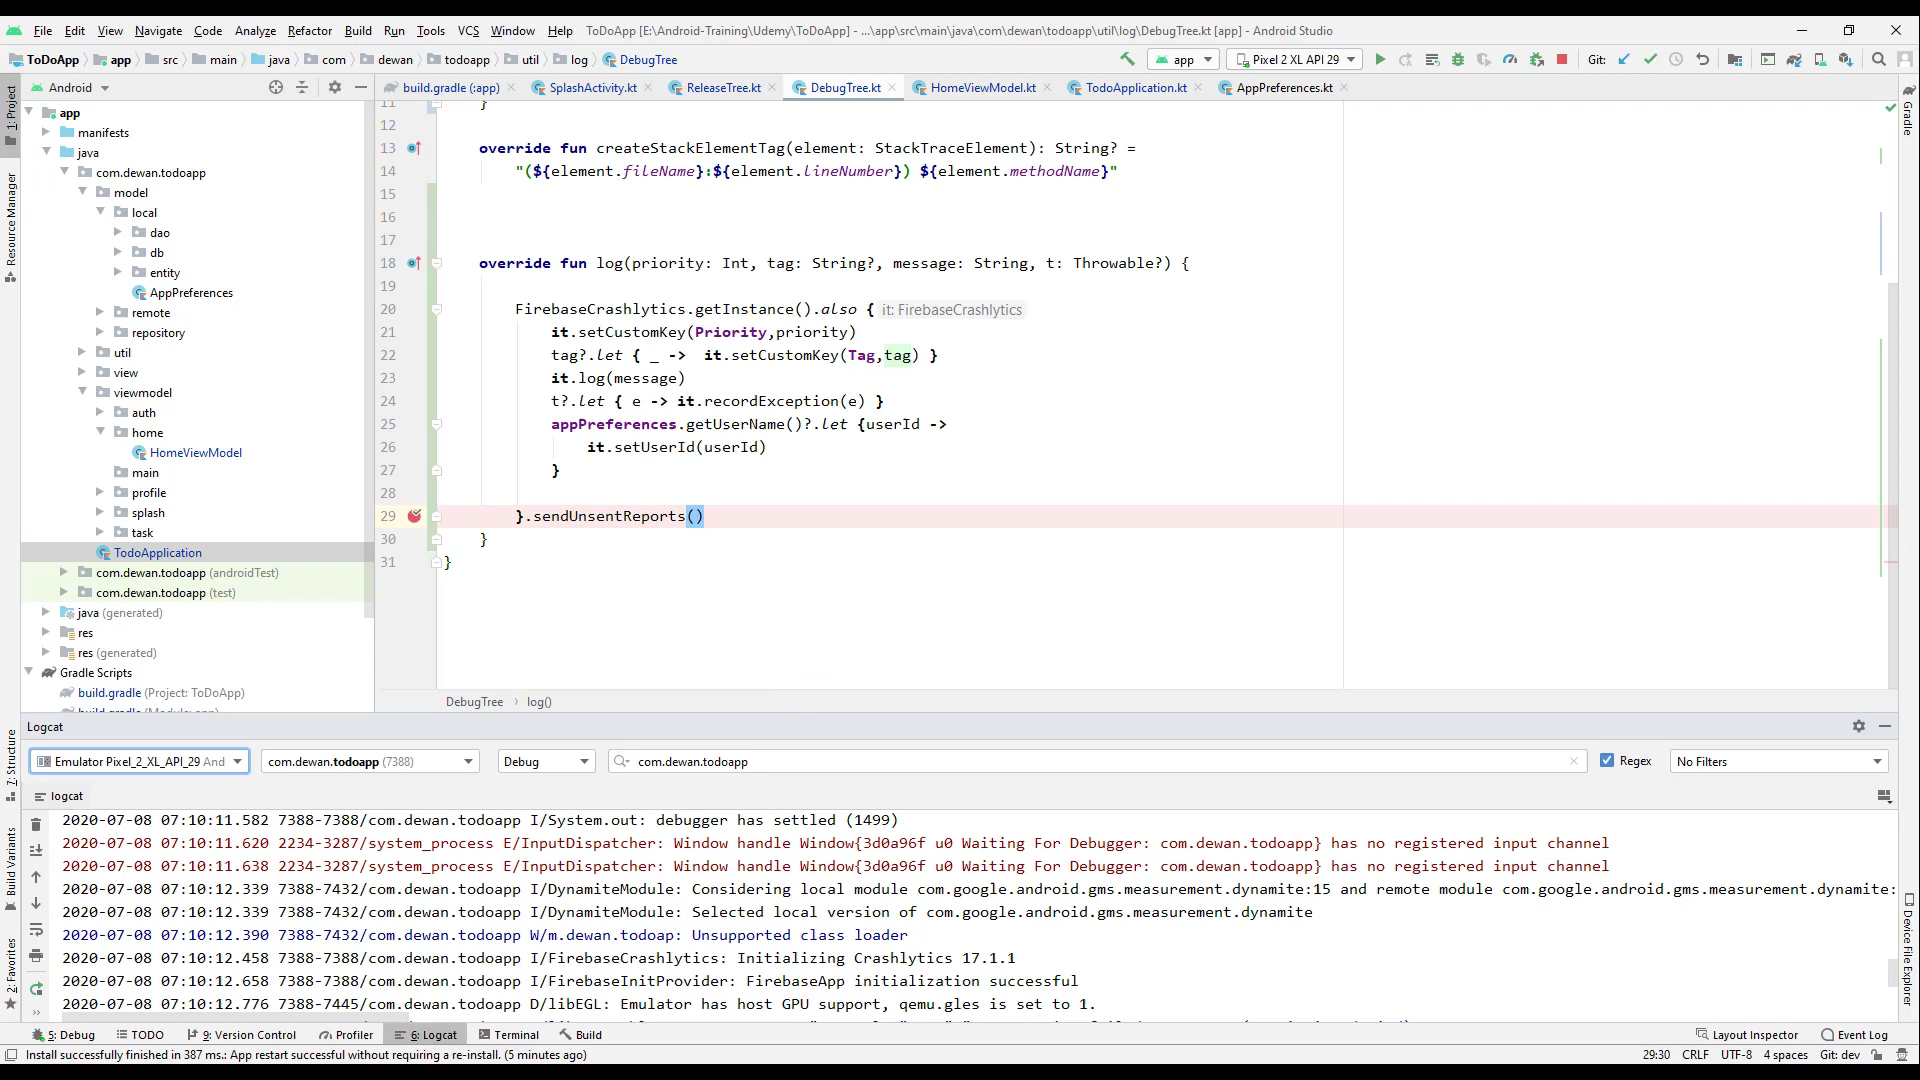 File Edit View Navigate Code Analyze Refactor Build Run Tools VCS Window Help ToDoApp [E:\Android-Training\Udemy\ToDoApp] - ...\app\src\main\java\com\dewan\todoapp\util\log\DebugTree.kt [app] - Android Studio
ToDoApp app src main java com dewan todoapp util log DebugTree app Pixel 2 XL API 29 Git:
1: Project
Resource Manager
Z: Structure
Build Variants
2: Favorites
Android
build.gradle (:app) SplashActivity.kt ReleaseTree.kt DebugTree.kt HomeViewModel.kt TodoApplication.kt AppPreferences.kt
app
manifests
java
com.dewan.todoapp
model
local
dao
db
entity
AppPreferences
remote
repository
util
view
viewmodel
auth
home
HomeViewModel
main
profile
splash
task
TodoApplication
com.dewan.todoapp (androidTest)
com.dewan.todoapp (test)
java (generated)
res
res (generated)
Gradle Scripts
build.gradle (Project: ToDoApp)
build.gradle (Module: app)
11 }
12
13 override fun createStackElementTag(element: StackTraceElement): String? =
14 "(${element.fileName}:${element.lineNumber}) ${element.methodName}"
15
16
17
18 override fun log(priority: Int, tag: String?, message: String, t: Throwable?) {
19
20 FirebaseCrashlytics.getInstance().also { it: FirebaseCrashlytics
21 it.setCustomKey(Priority,priority)
22 tag?.let { _ -> it.setCustomKey(Tag,tag) }
23 it.log(message)
24 t?.let { e -> it.recordException(e) }
25 appPreferences.getUserName()?.let {userId ->
26 it.setUserId(userId)
27 }
28
29 }.sendUnsentReports()
30 }
31 }
DebugTree › log()
Gradle
Device File Explorer
Logcat
Emulator Pixel_2_XL_API_29 And com.dewan.todoapp (7388) Debug com.dewan.todoapp Regex No Filters
logcat
2020-07-08 07:10:11.582 7388-7388/com.dewan.todoapp I/System.out: debugger has settled (1499)
2020-07-08 07:10:11.620 2234-3287/system_process E/InputDispatcher: Window handle Window{3d0a96f u0 Waiting For Debugger: com.dewan.todoapp} has no registered input channel
2020-07-08 07:10:11.638 2234-3287/system_process E/InputDispatcher: Window handle Window{3d0a96f u0 Waiting For Debugger: com.dewan.todoapp} has no registered input channel
2020-07-08 07:10:12.339 7388-7432/com.dewan.todoapp I/DynamiteModule: Considering local module com.google.android.gms.measurement.dynamite:15 and remote module com.google.android.gms.measurement.dynamite:
2020-07-08 07:10:12.339 7388-7432/com.dewan.todoapp I/DynamiteModule: Selected local version of com.google.android.gms.measurement.dynamite
2020-07-08 07:10:12.390 7388-7432/com.dewan.todoapp W/m.dewan.todoap: Unsupported class loader
2020-07-08 07:10:12.458 7388-7388/com.dewan.todoapp I/FirebaseCrashlytics: Initializing Crashlytics 17.1.1
2020-07-08 07:10:12.658 7388-7388/com.dewan.todoapp I/FirebaseInitProvider: FirebaseApp initialization successful
2020-07-08 07:10:12.776 7388-7445/com.dewan.todoapp D/libEGL: Emulator has host GPU support, qemu.gles is set to 1.
5: Debug TODO 9: Version Control Profiler 6: Logcat Terminal Build Layout Inspector Event Log
Install successfully finished in 387 ms.: App restart successful without requiring a re-install. (5 minutes ago) 29:30 CRLF UTF-8 4 spaces Git: dev